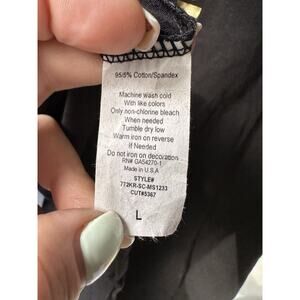 95/5% Cotton/Spandex
Machine wash cold
With like colors
Only non-chlorine bleach
When needed
Tumble dry low
Warm iron on reverse
If Needed
Do not iron on decoration
RN# GA54270-1
Made in U.S.A
STYLE#
772KR-SC-MS1233
CUT#5367
L